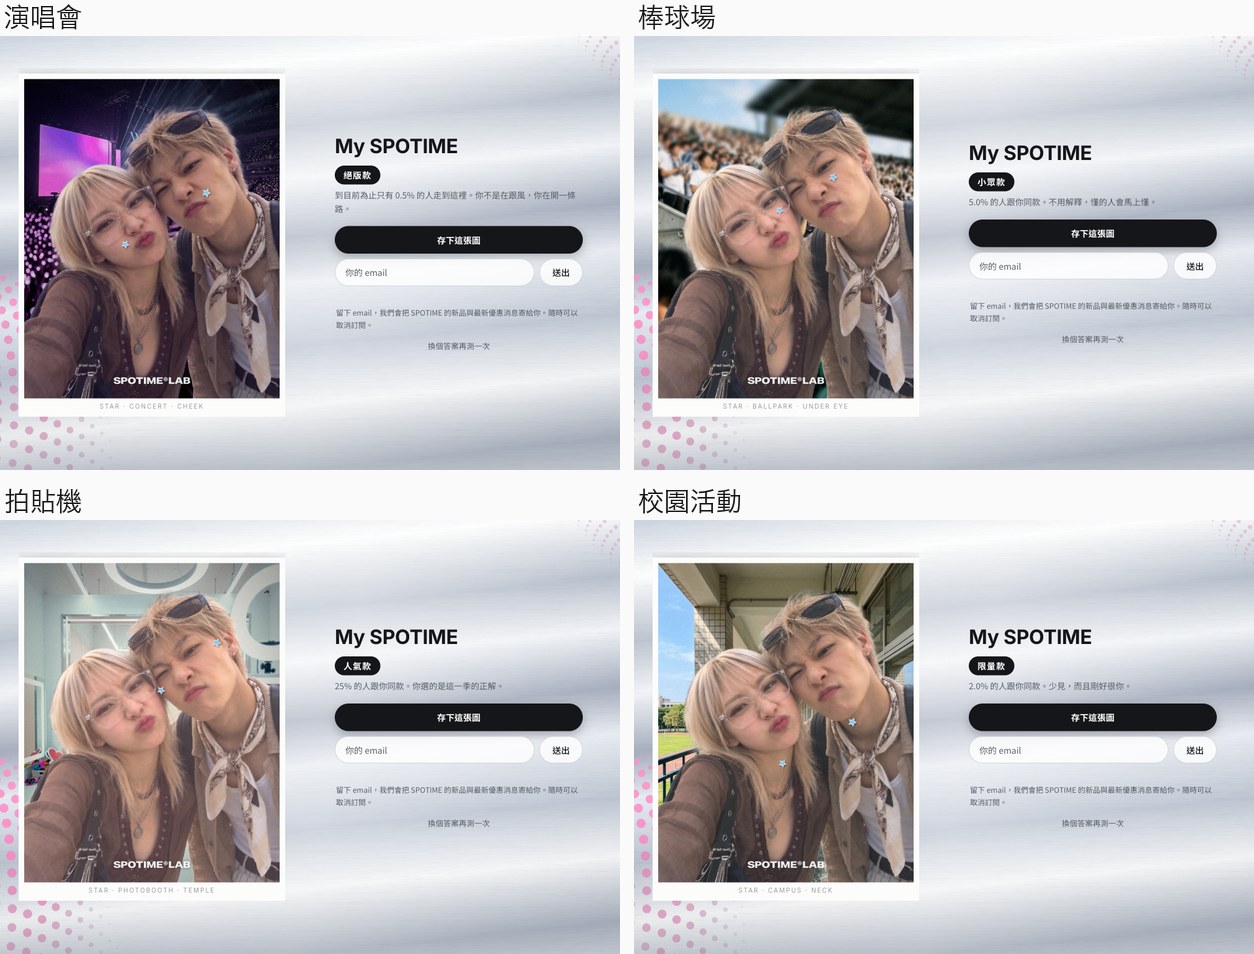 演唱會
SPOTIME®LAB
STAR · CONCERT · CHEEK
My SPOTIME
絕版款
到目前為止只有 0.5% 的人走到這裡。你不是在跟風，你在開一條
路。
存下這張圖
你的 email
送出
留下 email，我們會把 SPOTIME 的新品與最新優惠消息寄給你。隨時可以
取消訂閱。
換個答案再測一次
棒球場
SPOTIME®LAB
STAR · BALLPARK · UNDER EYE
My SPOTIME
小眾款
5.0% 的人跟你同款。不用解釋，懂的人會馬上懂。
存下這張圖
你的 email
送出
留下 email，我們會把 SPOTIME 的新品與最新優惠消息寄給你。隨時可以
取消訂閱。
換個答案再測一次
拍貼機
SPOTIME®LAB
STAR · PHOTOBOOTH · TEMPLE
My SPOTIME
人氣款
25% 的人跟你同款。你選的是這一季的正解。
存下這張圖
你的 email
送出
留下 email，我們會把 SPOTIME 的新品與最新優惠消息寄給你。隨時可以
取消訂閱。
換個答案再測一次
校園活動
SPOTIME®LAB
STAR · CAMPUS · NECK
My SPOTIME
限量款
2.0% 的人跟你同款。少見，而且剛好很你。
存下這張圖
你的 email
送出
留下 email，我們會把 SPOTIME 的新品與最新優惠消息寄給你。隨時可以
取消訂閱。
換個答案再測一次